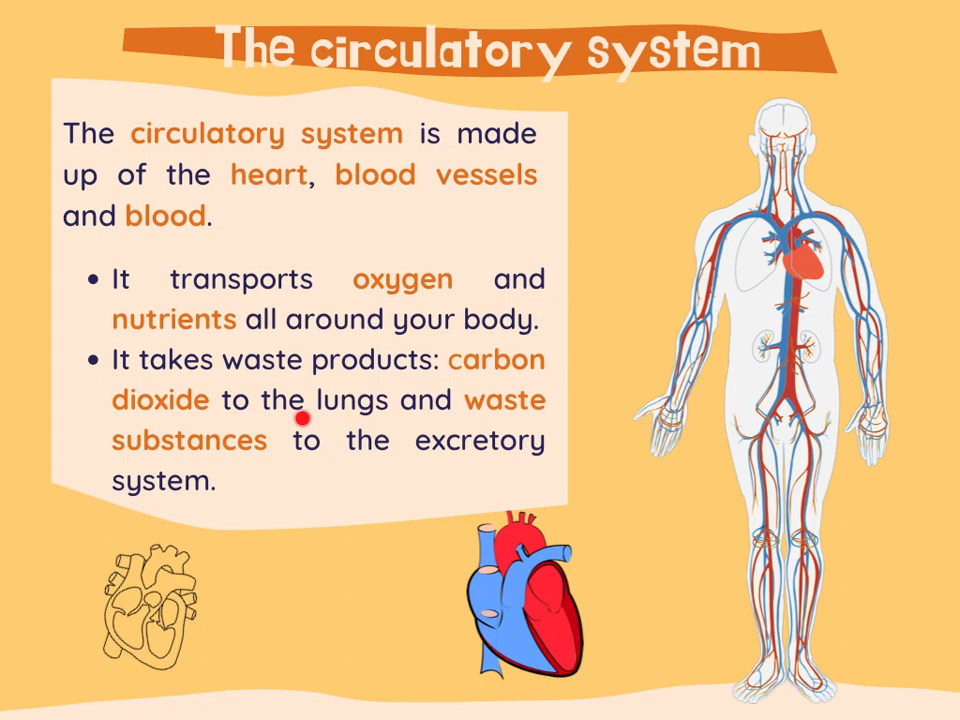 The circulatory system
The circulatory system is made
up of the heart, blood vessels
and blood.
• It transports oxygen and
nutrients all around your body.
• It takes waste products: carbon
dioxide to the lungs and waste
substances to the excretory
system.